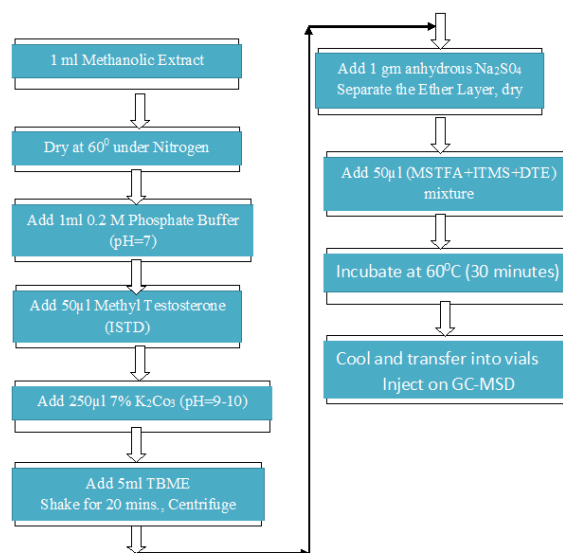 1 ml Methanolic Extract
Dry at 60⁰ under Nitrogen
Add 1ml 0.2 M Phosphate Buffer
(pH=7)
Add 50µl Methyl Testosterone
(ISTD)
Add 250µl 7% K₂Co₃ (pH=9-10)
Add 5ml TBME
Shake for 20 mins., Centrifuge
Add 1 gm anhydrous Na₂S0₄
Separate the Ether Layer, dry
Add 50µl (MSTFA+ITMS+DTE)
mixture
Incubate at 60⁰C (30 minutes)
Cool and transfer into vials
Inject on GC-MSD